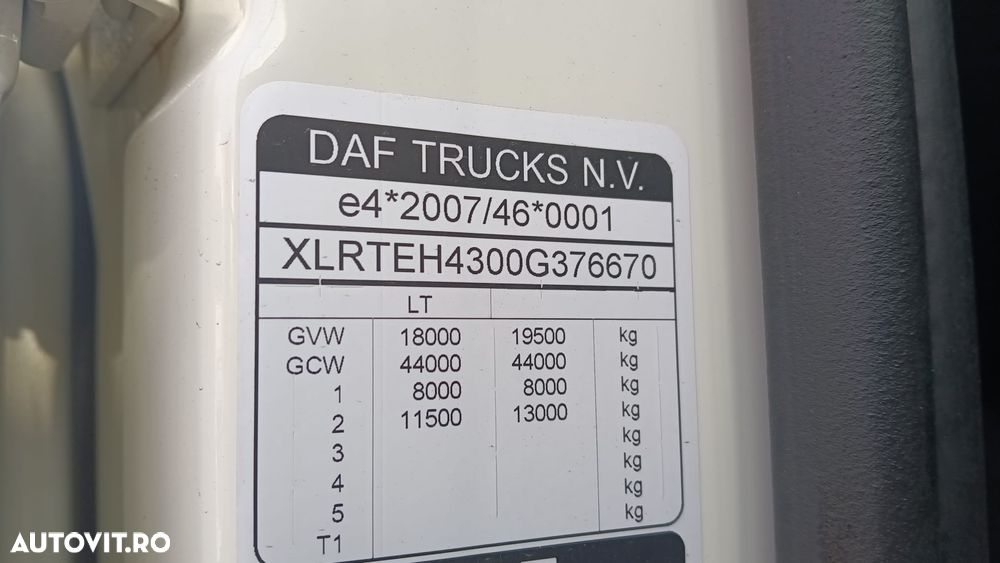 DAF TRUCKS N.V.
e4*2007/46*0001
XLRTEH4300G376670
LT
GVW 18000 19500 kg
GCW 44000 44000 kg
1 8000 8000 kg
2 11500 13000 kg
3 kg
4 kg
5 kg
T1 kg
AUTOVIT.RO